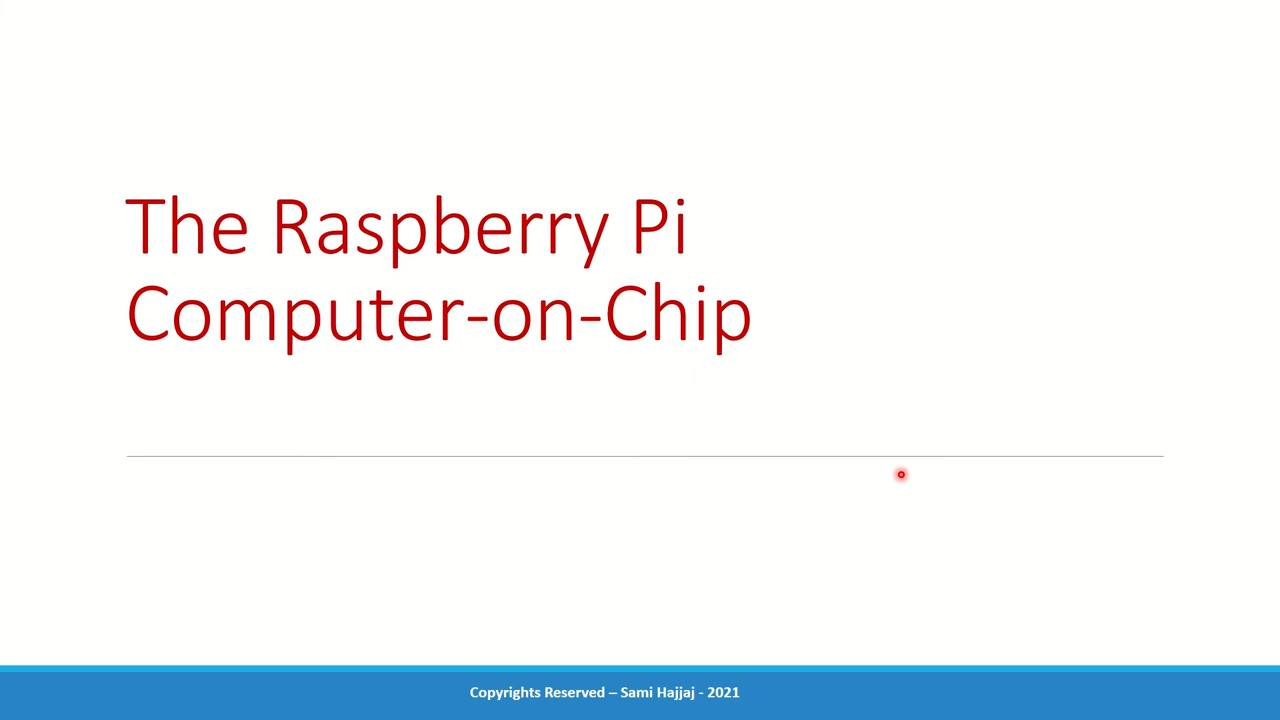 The Raspberry Pi
Computer-on-Chip
Copyrights Reserved – Sami Hajjaj - 2021